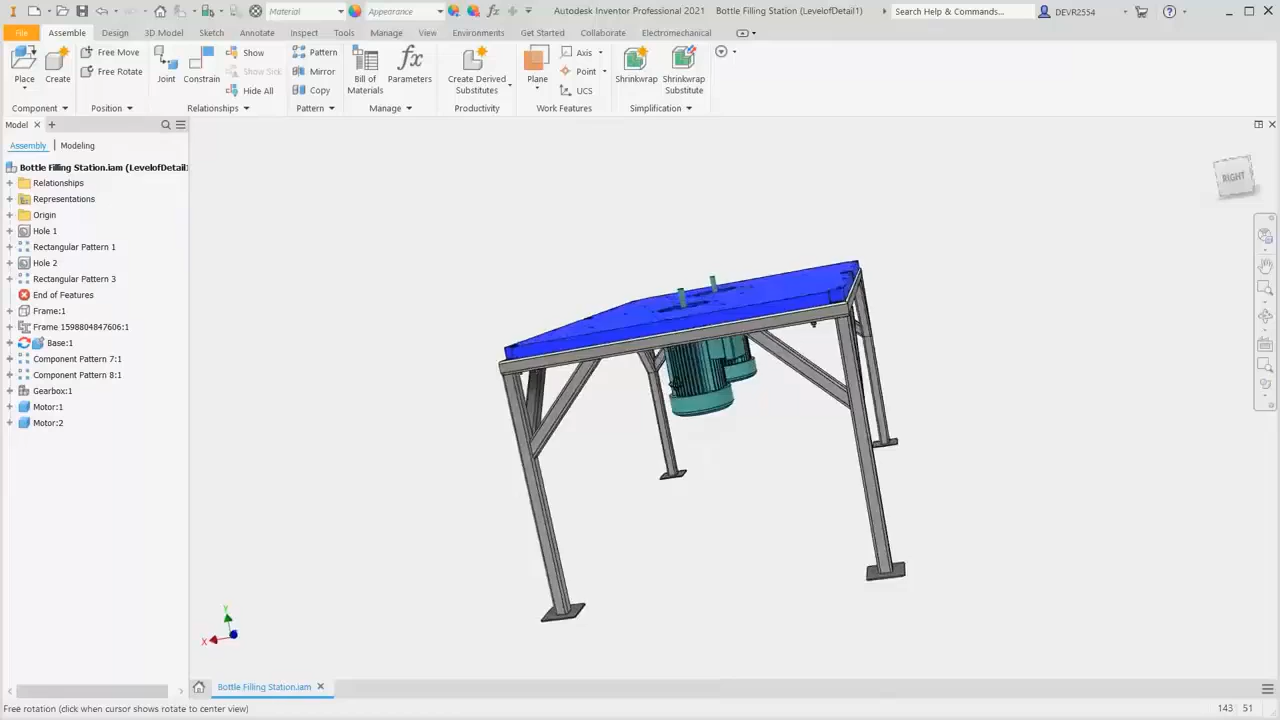 Material
Appearance
Autodesk Inventor Professional 2021 Bottle Filling Station (LevelofDetail1)
Search Help & Commands...
DEVR2554
File Assemble Design 3D Model Sketch Annotate Inspect Tools Manage View Environments Get Started Collaborate Electromechanical
Place
Create
Free Move
Free Rotate
Joint
Constrain
Show
Show Sick
Hide All
Pattern
Mirror
Copy
Bill of
Materials
fx
Parameters
Create Derived
Substitutes
Plane
Axis
Point
UCS
Shrinkwrap
Shrinkwrap
Substitute
Component Position Relationships Pattern Manage Productivity Work Features Simplification
Model
Assembly Modeling
Bottle Filling Station.iam (LevelofDetail
Relationships
Representations
Origin
Hole 1
Rectangular Pattern 1
Hole 2
Rectangular Pattern 3
End of Features
Frame:1
Frame 1598804847606:1
Base:1
Component Pattern 7:1
Component Pattern 8:1
Gearbox:1
Motor:1
Motor:2
RIGHT
Y
X
Bottle Filling Station.iam
Free rotation (click when cursor shows rotate to center view)
143 51